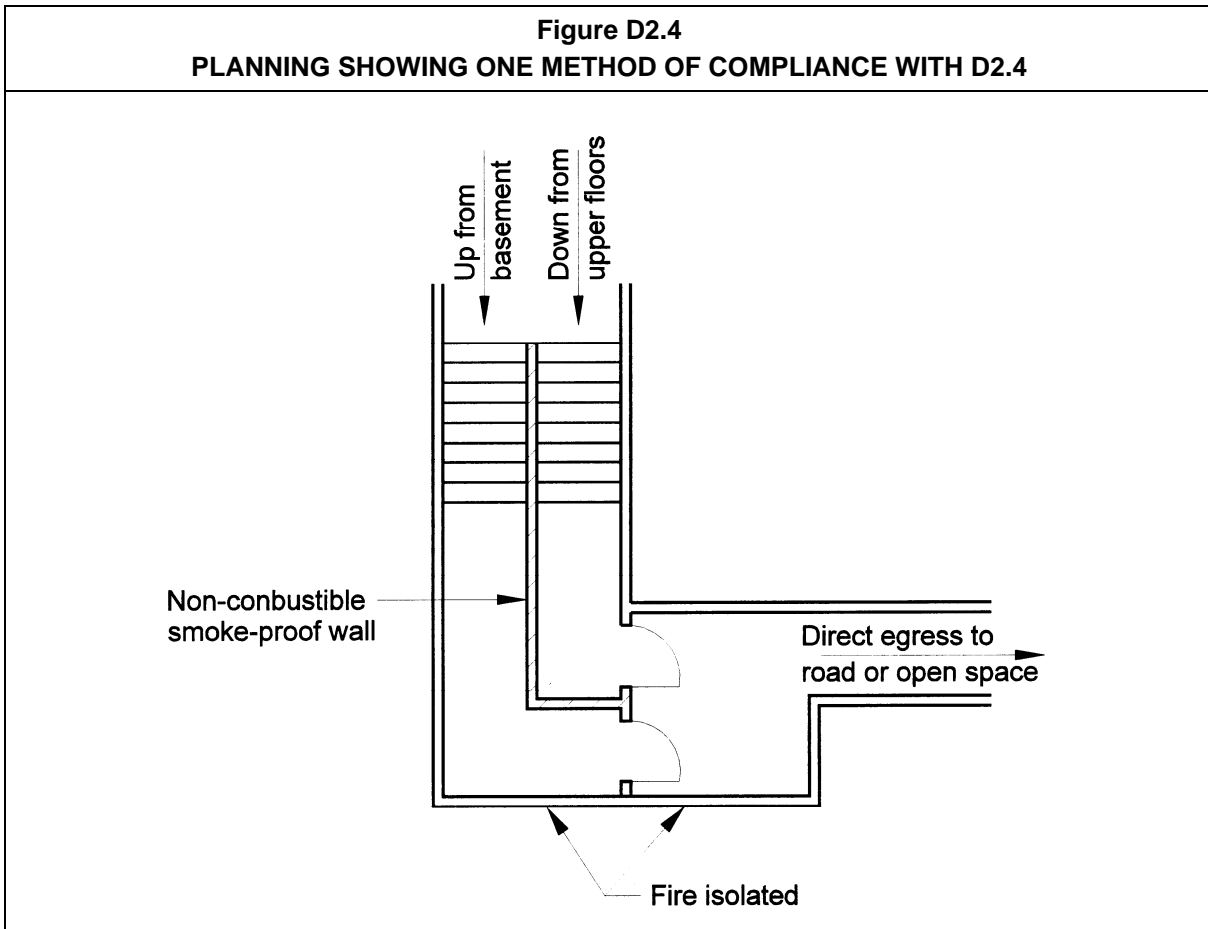 Figure D2.4
PLANNING SHOWING ONE METHOD OF COMPLIANCE WITH D2.4
Up from
basement
Down from
upper floors
Non-conbustible
smoke-proof wall
Direct egress to
road or open space
Fire isolated